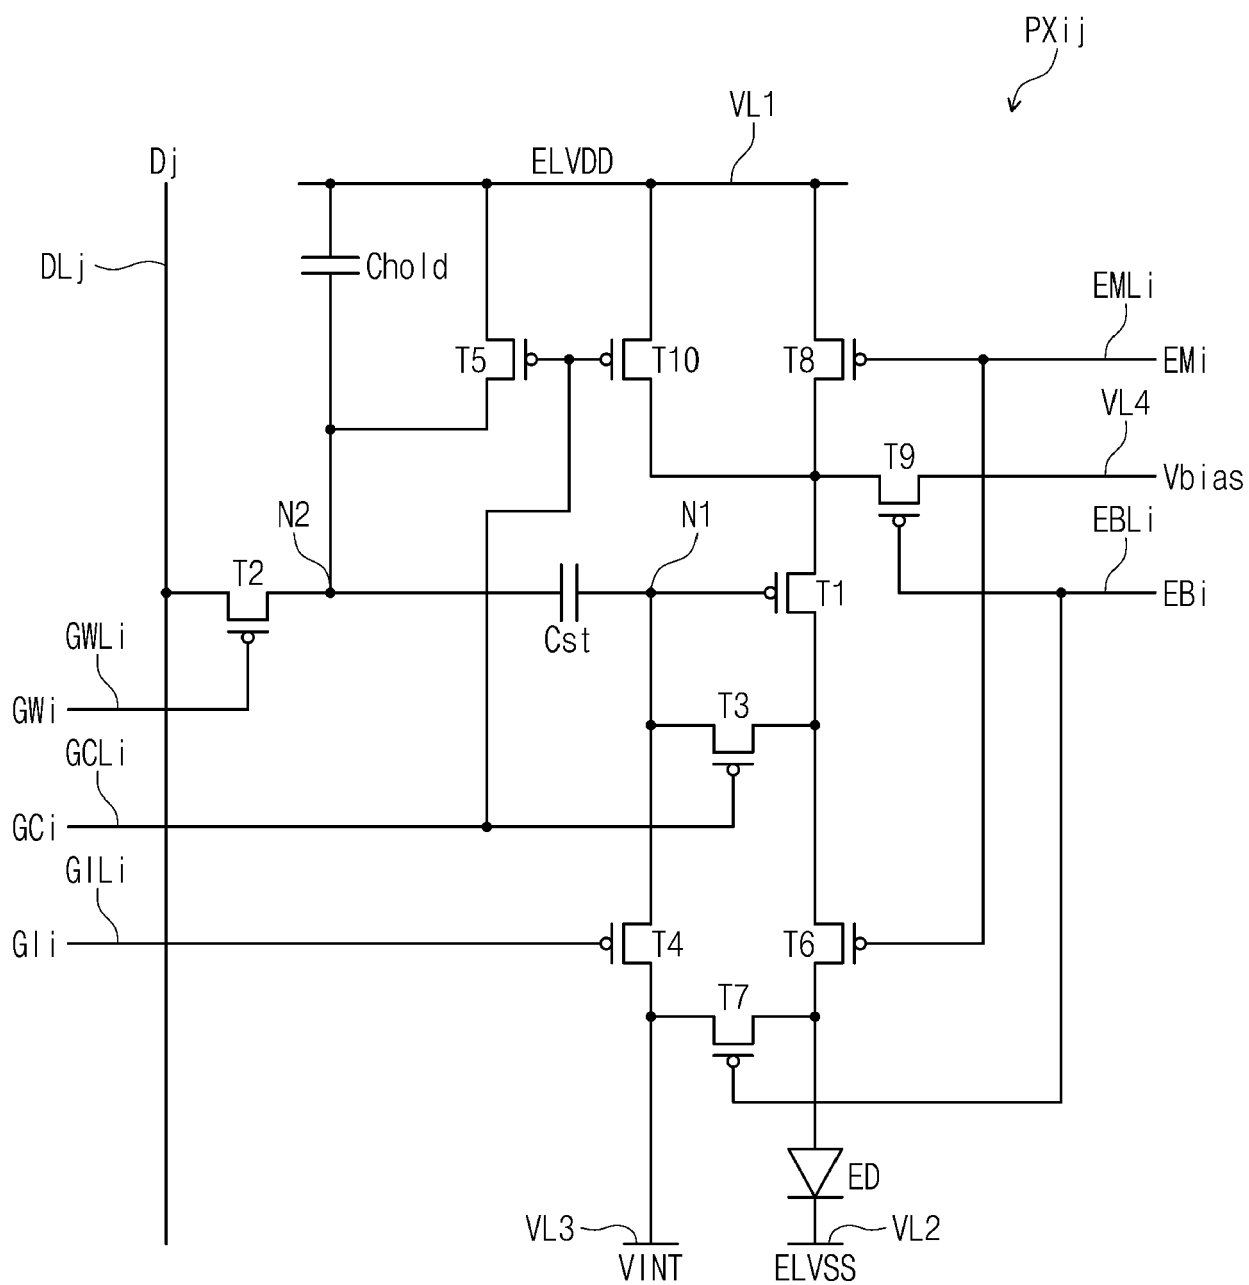 PXij
VL1
Dj
ELVDD
DLj
Chold
EMLi
T5
T10
T8
EMi
VL4
T9
Vbias
N2
N1
EBLi
T2
T1
EBi
GWLi
Cst
GWi
T3
GCLi
GCi
GILi
GIi
T4
T6
T7
ED
VL3
VL2
VINT
ELVSS